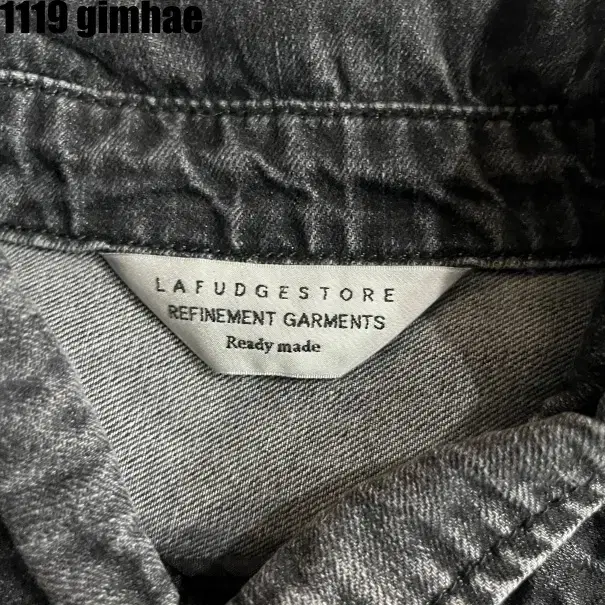 1119 gimhae
LAFUDGESTORE
REFINEMENT GARMENTS
Ready made